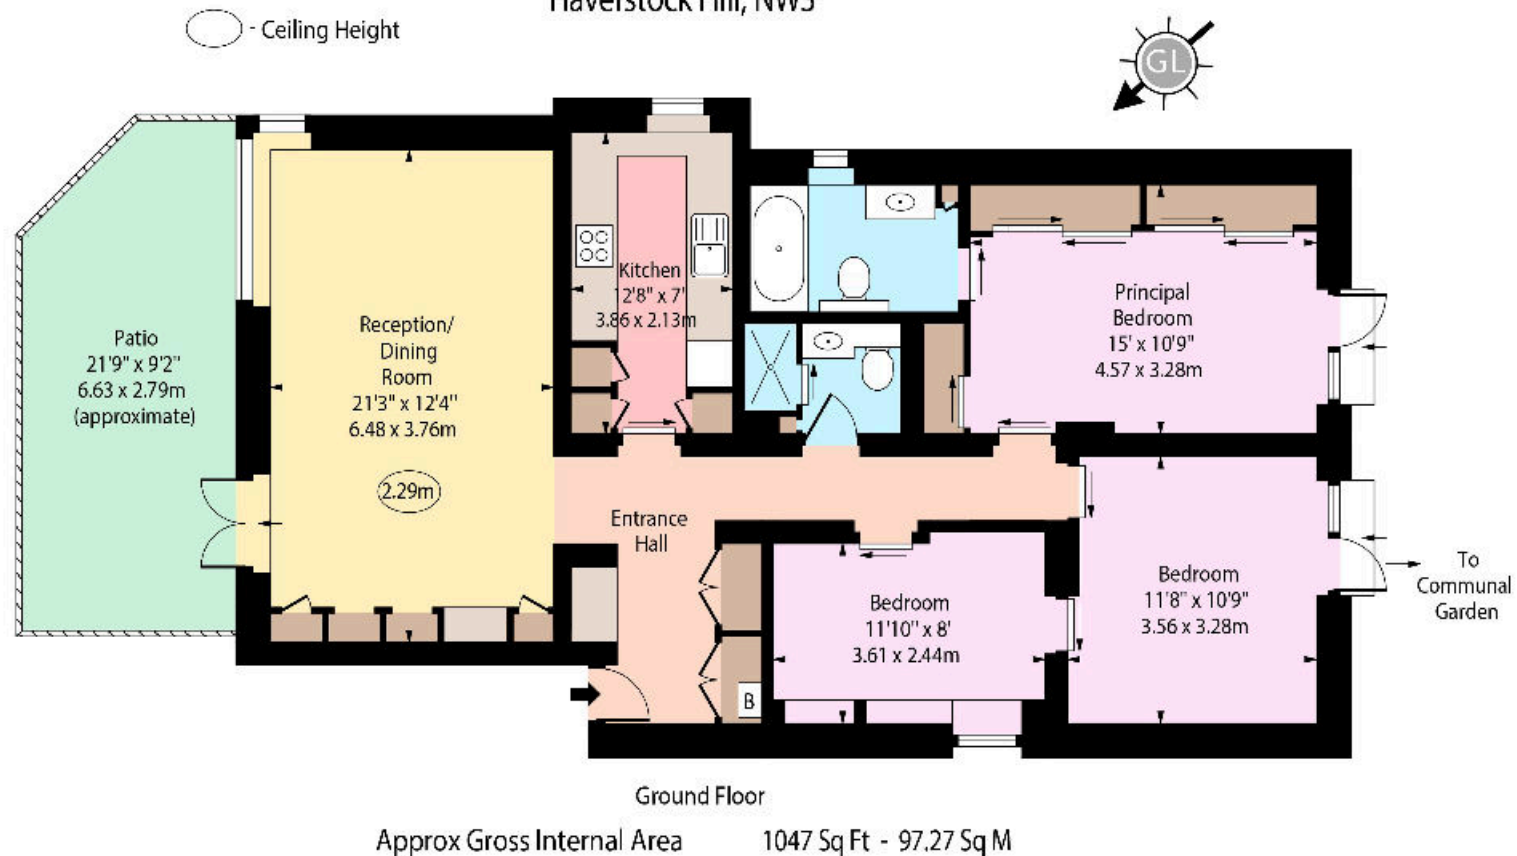 Haverstock Hill, NW3
- Ceiling Height
GL
Patio
21'9" x 9'2"
6.63 x 2.79m
(approximate)
Reception/
Dining
Room
21'3" x 12'4"
6.48 x 3.76m
2.29m
Kitchen
12'8" x 7'
3.86 x 2.13m
Principal
Bedroom
15' x 10'9"
4.57 x 3.28m
Entrance
Hall
Bedroom
11'10" x 8'
3.61 x 2.44m
Bedroom
11'8" x 10'9"
3.56 x 3.28m
To
Communal
Garden
B
Ground Floor
Approx Gross Internal Area 1047 Sq Ft - 97.27 Sq M